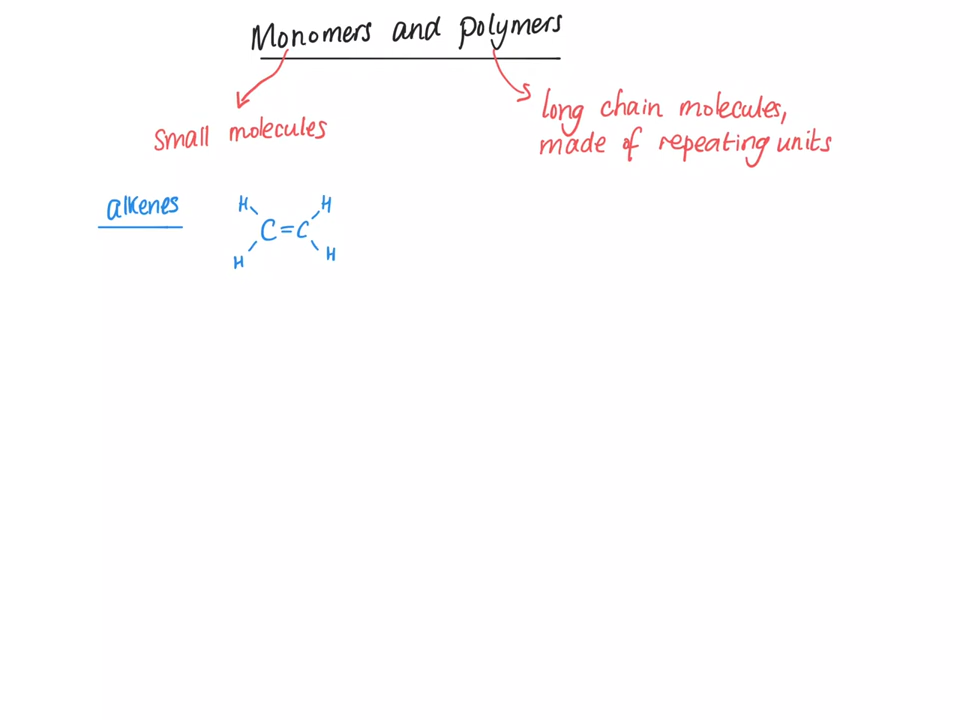 Monomers and polymers
small molecules
long chain molecules,
made of repeating units
alkenes
H H
C=C
H H